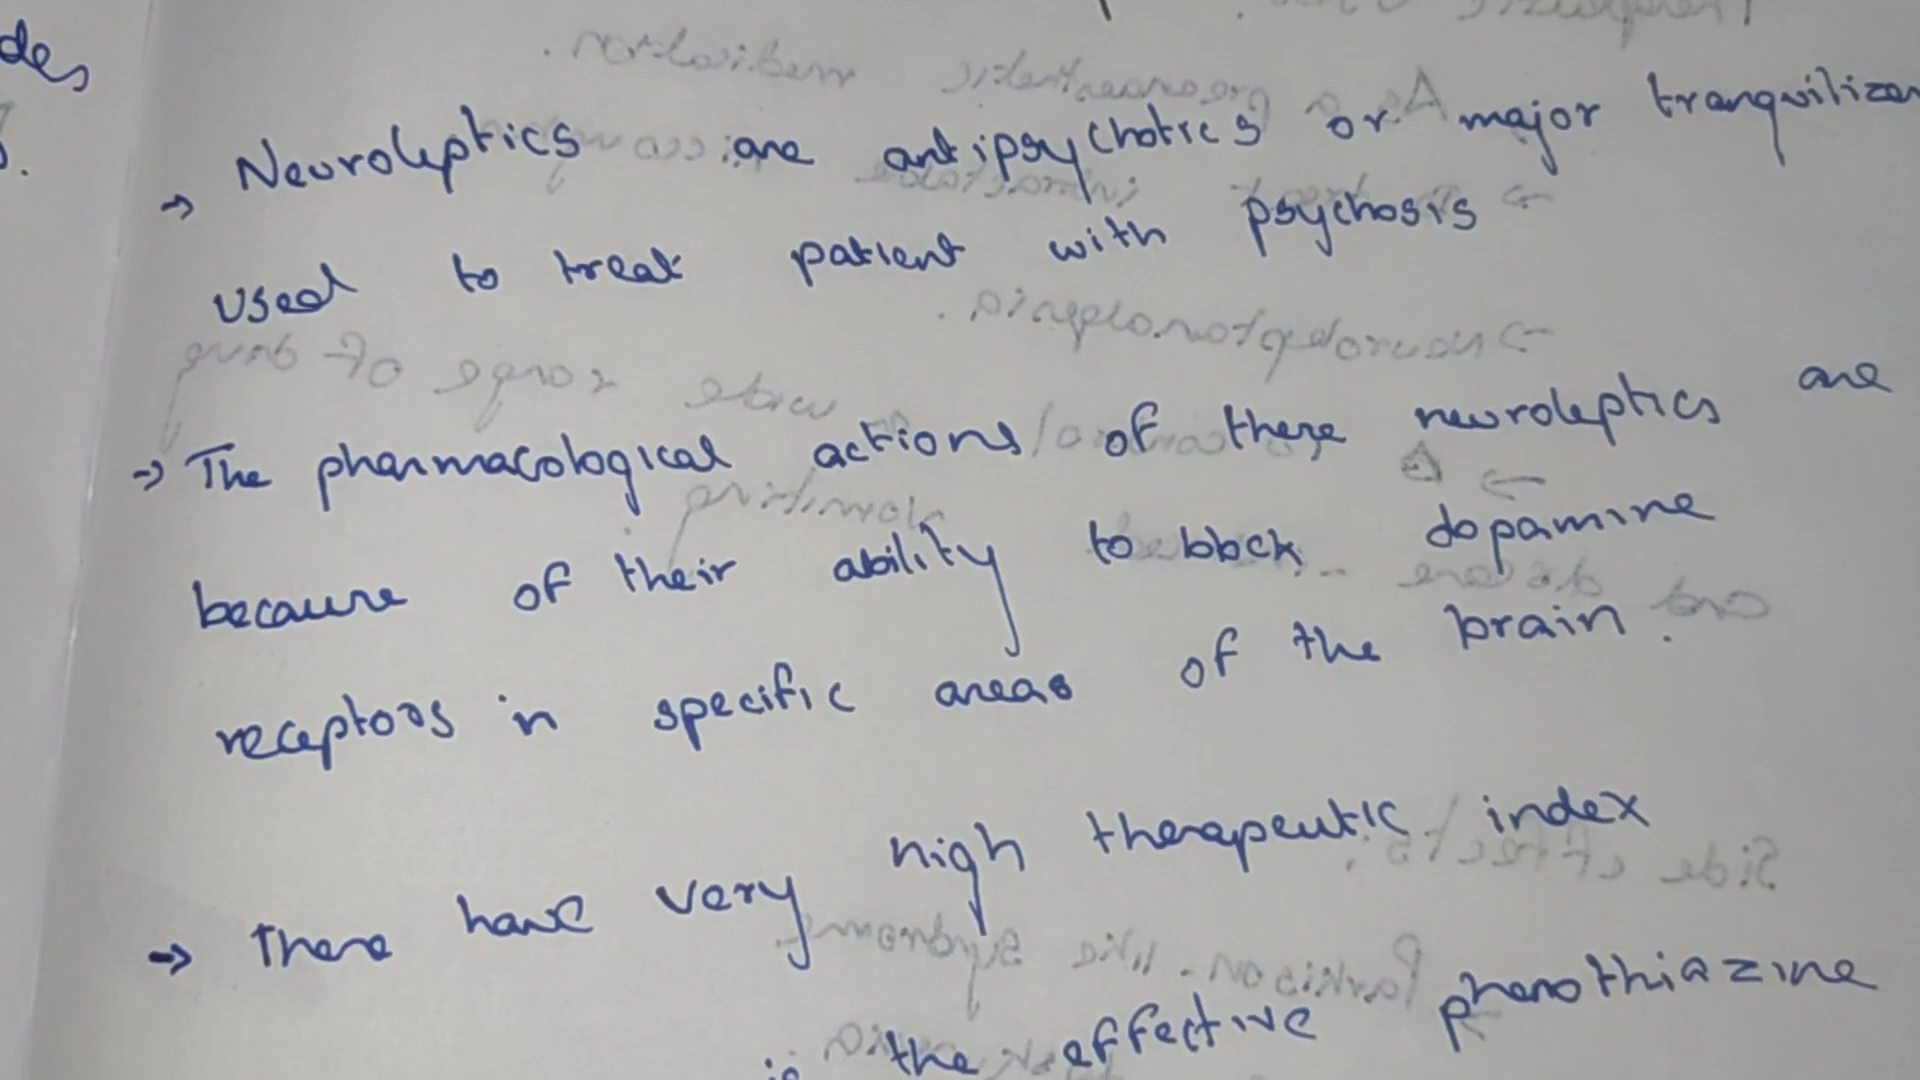 des
→ Neuroleptics are antipsychotics or major tranquilizer
used to treat patient with psychosis
→ The pharmacological actions of these neuroleptics are
because of their ability to block dopamine
receptors in specific areas of the brain.
→ There have very high therapeutic index
the effective phenothiazine